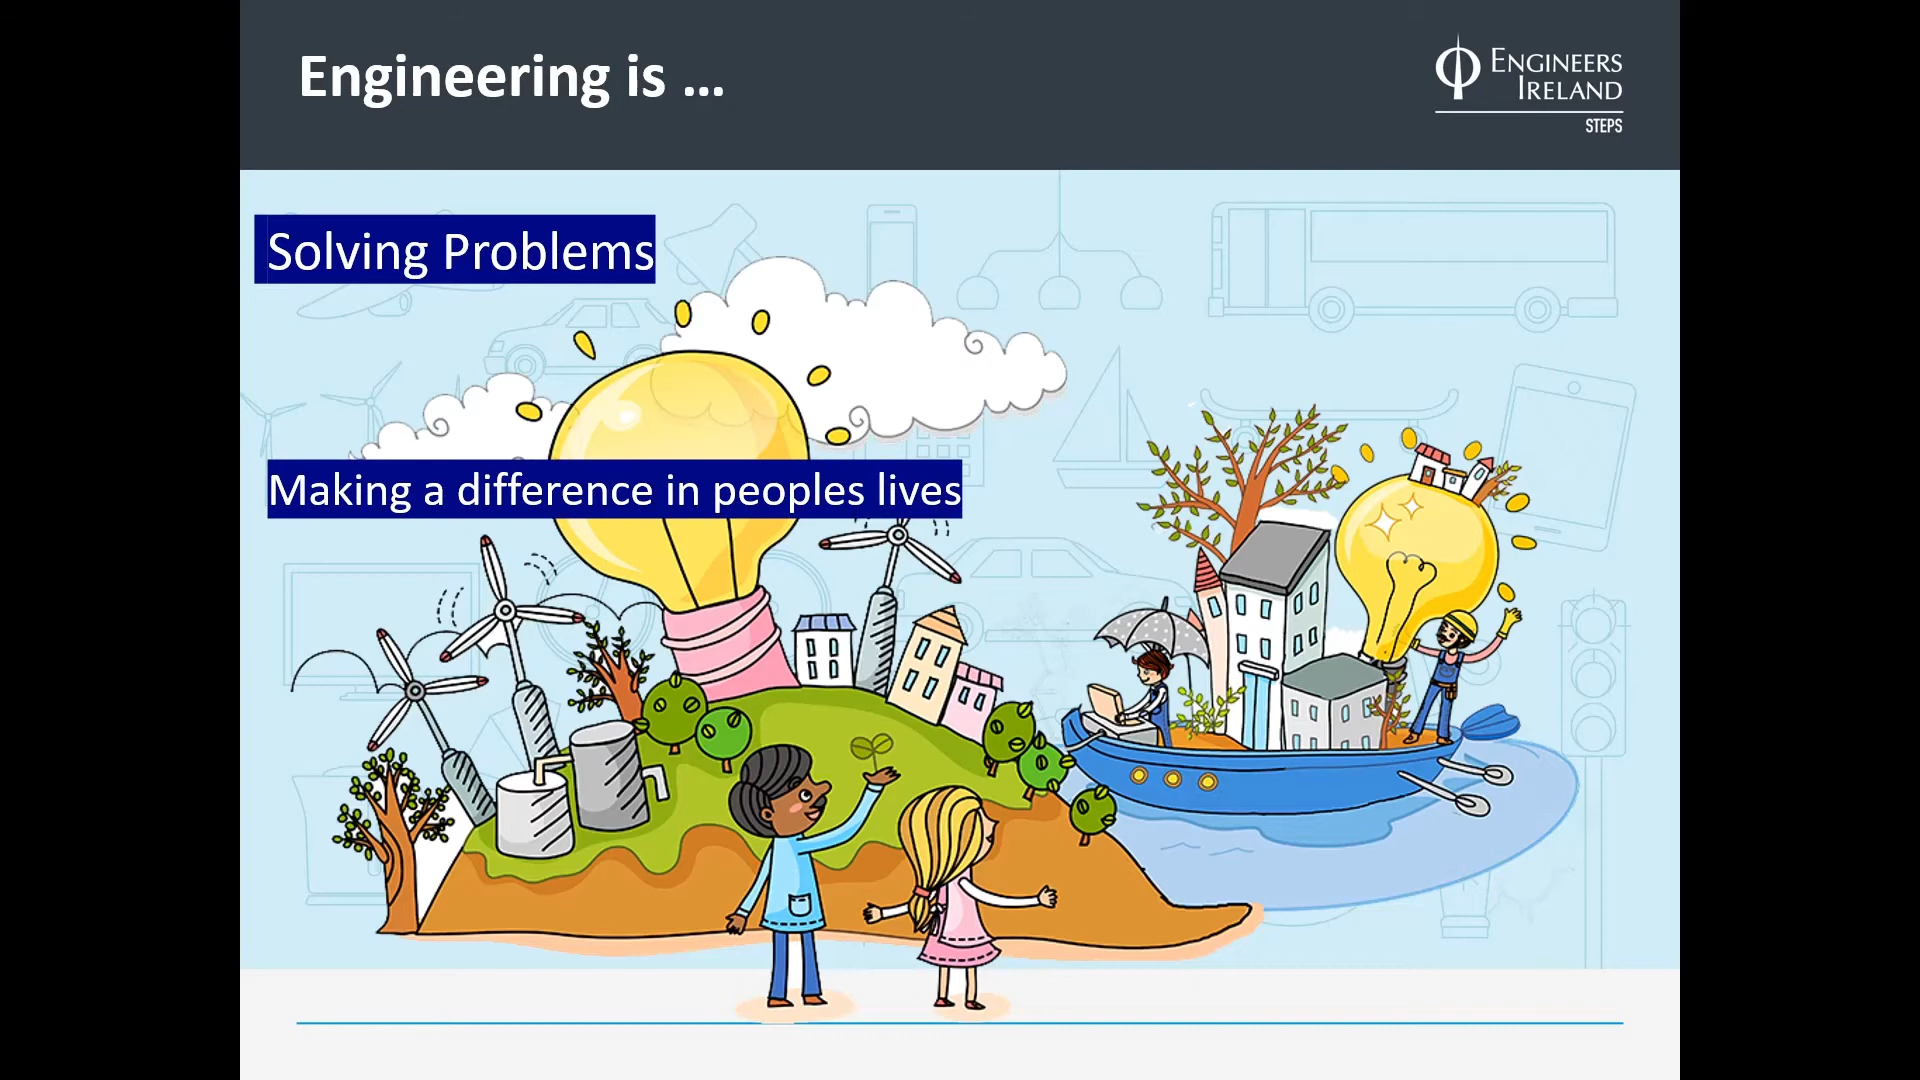 Engineering is ...
ENGINEERS
IRELAND
STEPS
Solving Problems
Making a difference in peoples lives